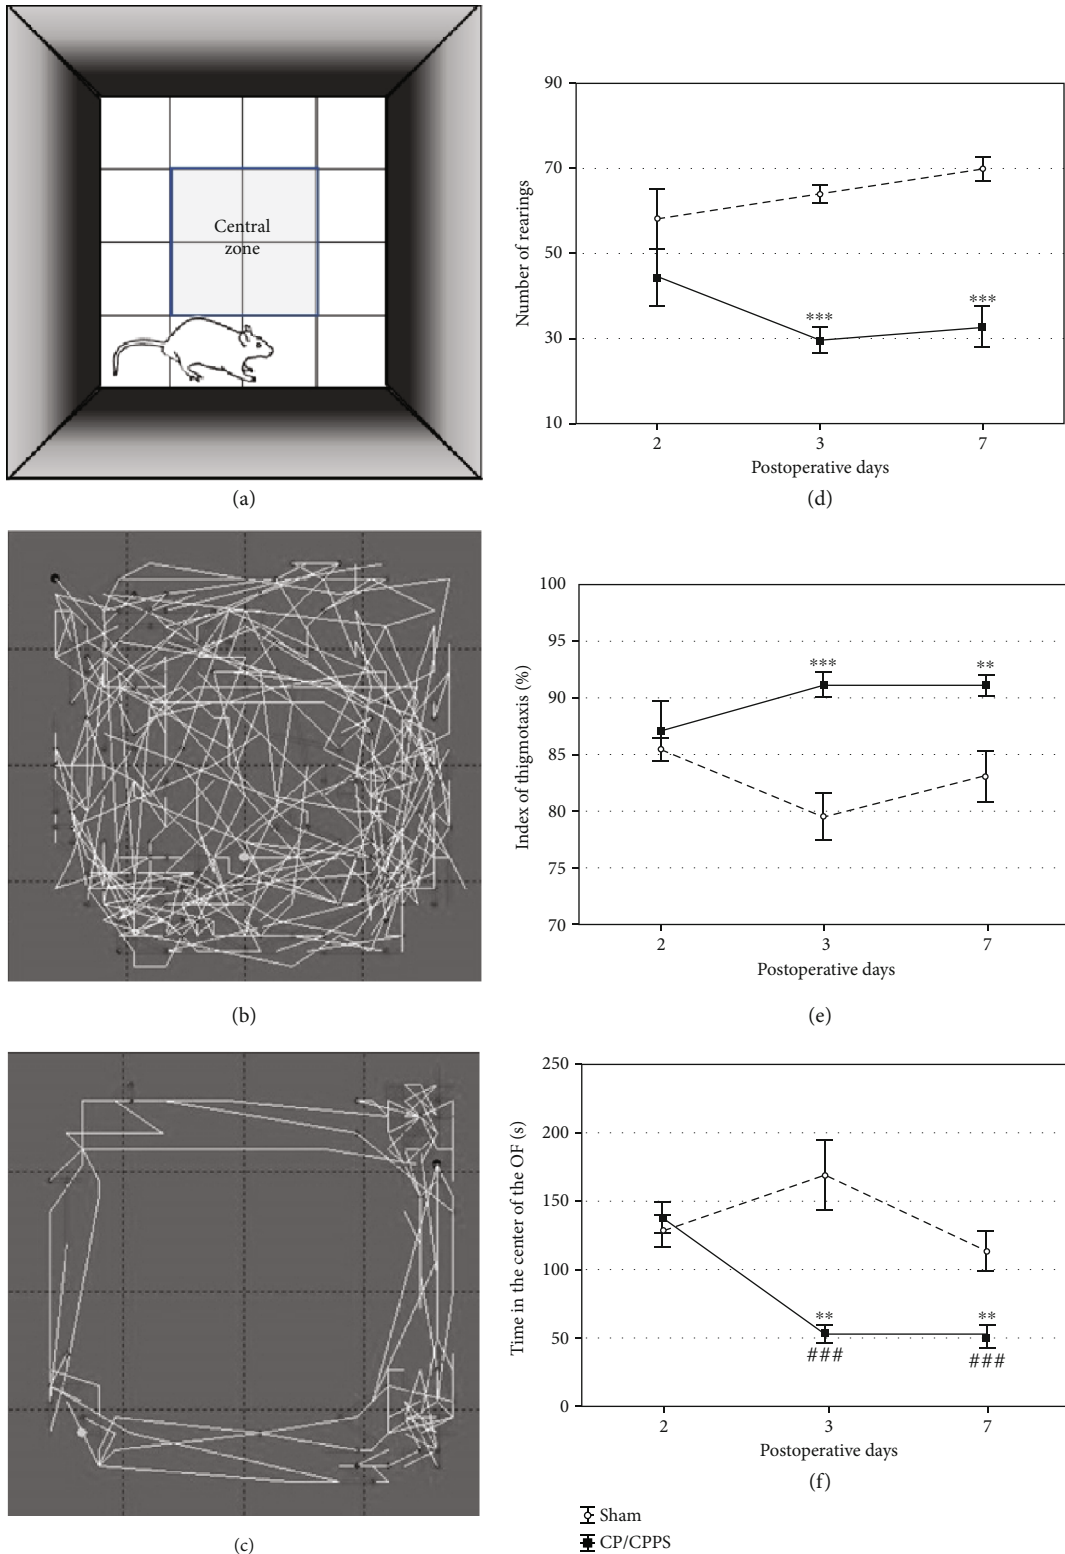 Central
zone
(a)
90
70
50
30
10
Number of rearings
***
***
2 3 7
Postoperative days
(d)
(b)
100
95
90
85
80
75
70
Index of thigmotaxis (%)
***
**
2 3 7
Postoperative days
(e)
(c)
250
200
150
100
50
0
Time in the center of the OF (s)
**
**
###
###
2 3 7
Postoperative days
(f)
Sham
CP/CPPS